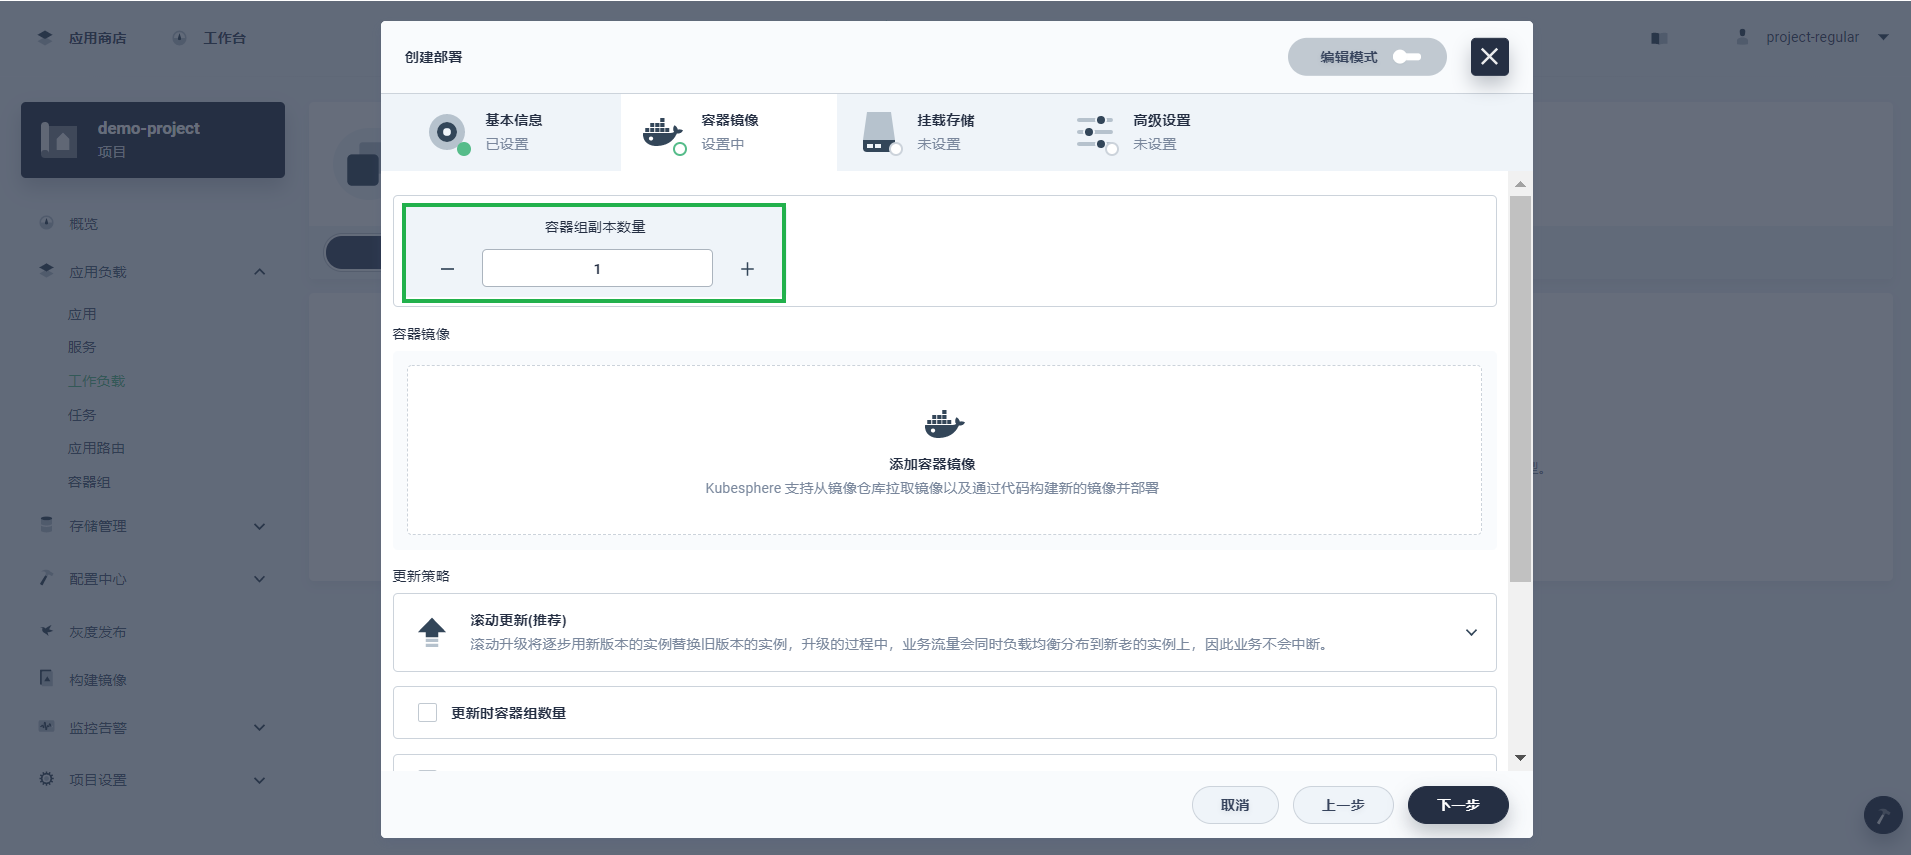 应用商店
工作台
project-regular
demo-project
项目
概览
应用负载
应用
服务
工作负载
任务
应用路由
容器组
存储管理
配置中心
灰度发布
构建镜像
监控告警
项目设置
创建部署
编辑模式
基本信息
已设置
容器镜像
设置中
挂载存储
未设置
高级设置
未设置
容器组副本数量
1
容器镜像
添加容器镜像
Kubesphere 支持从镜像仓库拉取镜像以及通过代码构建新的镜像并部署
更新策略
滚动更新(推荐)
滚动升级将逐步用新版本的实例替换旧版本的实例，升级的过程中，业务流量会同时负载均衡分布到新老的实例上，因此业务不会中断。
更新时容器组数量
取消
上一步
下一步